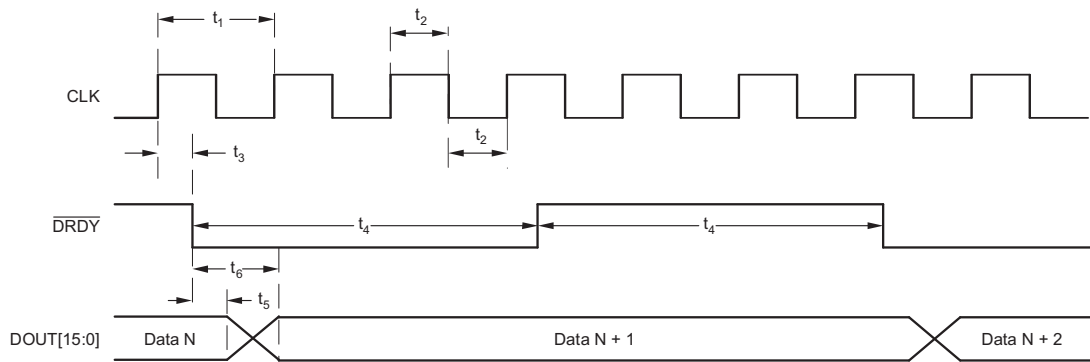 t₁
t₂
CLK
t₂
t₃
DRDY
t₄
t₄
t₆
t₅
DOUT[15:0]
Data N
Data N + 1
Data N + 2